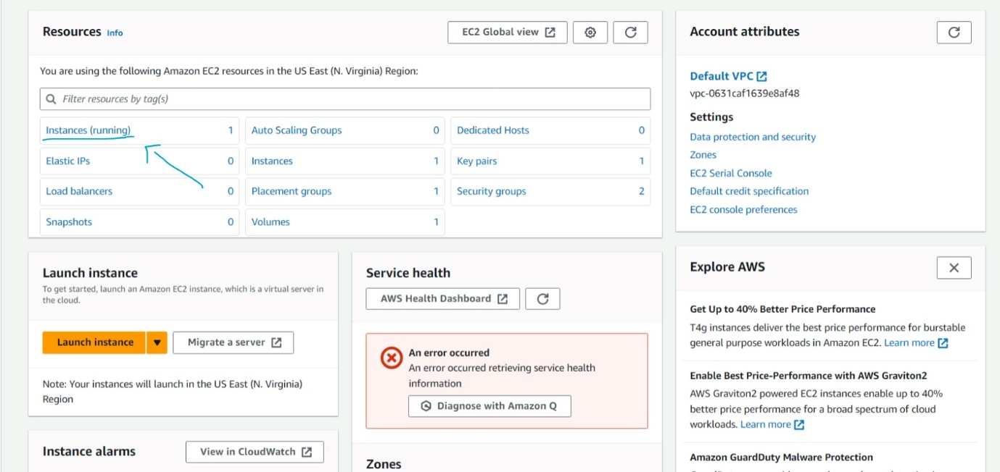 Resources Info
EC2 Global view
You are using the following Amazon EC2 resources in the US East (N. Virginia) Region:
Filter resources by tag(s)
Instances (running) 1
Auto Scaling Groups 0
Dedicated Hosts 0
Elastic IPs 0
Instances 1
Key pairs 1
Load balancers 0
Placement groups 1
Security groups 2
Snapshots 0
Volumes 1
Account attributes
Default VPC
vpc-0631caf1639e8af48
Settings
Data protection and security
Zones
EC2 Serial Console
Default credit specification
EC2 console preferences
Launch instance
To get started, launch an Amazon EC2 instance, which is a virtual server in
the cloud.
Launch instance
Migrate a server
Note: Your instances will launch in the US East (N. Virginia)
Region
Service health
AWS Health Dashboard
An error occurred
An error occurred retrieving service health
information
Diagnose with Amazon Q
Explore AWS
Get Up to 40% Better Price Performance
T4g instances deliver the best price performance for burstable
general purpose workloads in Amazon EC2. Learn more
Enable Best Price-Performance with AWS Graviton2
AWS Graviton2 powered EC2 instances enable up to 40%
better price performance for a broad spectrum of cloud
workloads. Learn more
Amazon GuardDuty Malware Protection
Instance alarms
View in CloudWatch
Zones